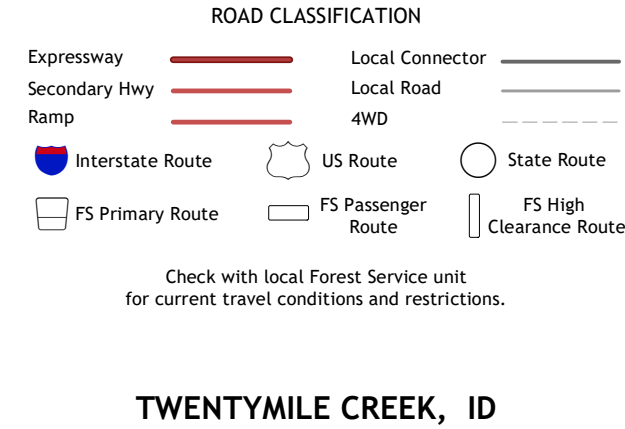 ROAD CLASSIFICATION
Expressway
Local Connector
Secondary Hwy
Local Road
Ramp
4WD
Interstate Route
US Route
State Route
FS Primary Route
FS Passenger
Route
FS High
Clearance Route
Check with local Forest Service unit
for current travel conditions and restrictions.
TWENTYMILE CREEK, ID